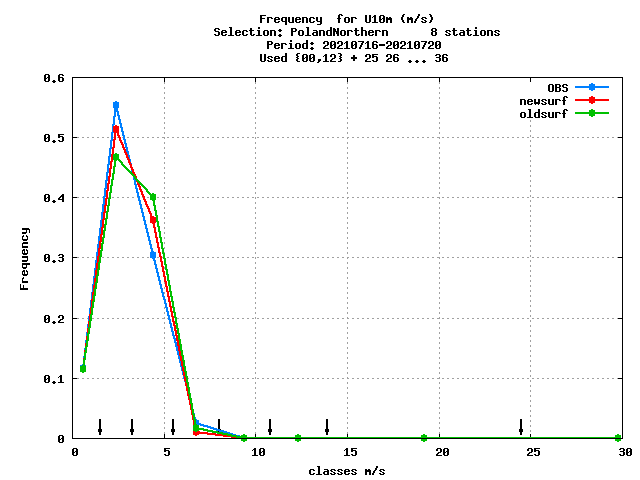 Frequency  for U10m (m/s)
Selection: PolandNorthern      8 stations
Period: 20210716-20210720
Used {00,12} + 25 26 ... 36
OBS
newsurf
oldsurf
0.6
0.5
0.4
0.3
0.2
0.1
0
Frequency
0 5 10 15 20 25 30
classes m/s